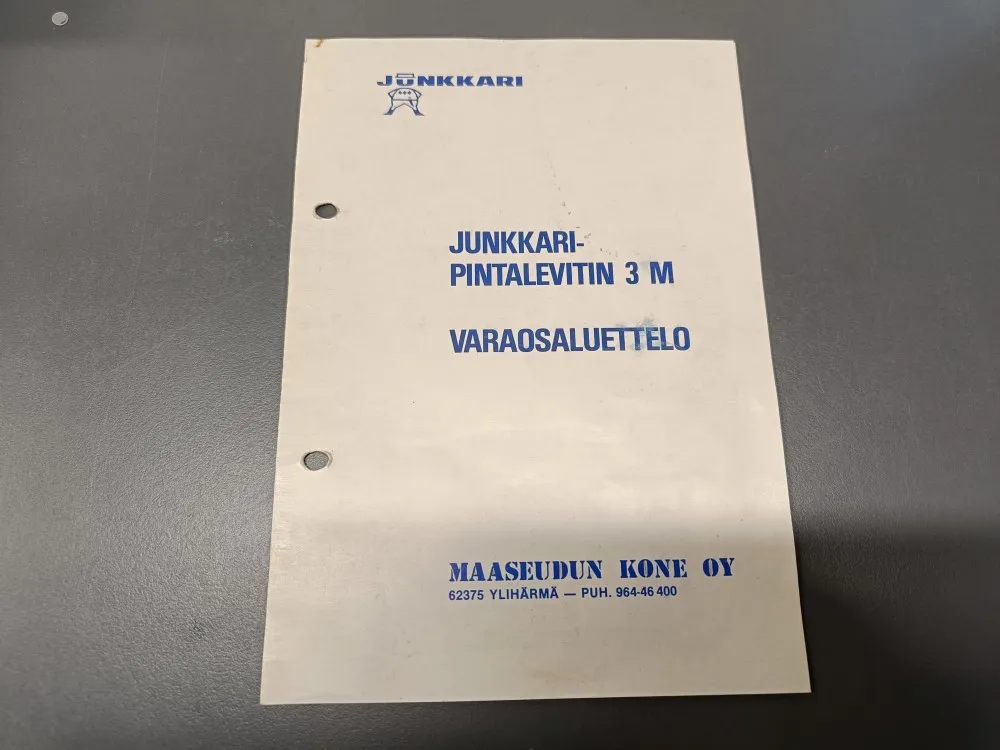 JUNKKARI
JUNKKARI-
PINTALEVITIN 3 M
VARAOSALUETTELO
MAASEUDUN KONE OY
62375 YLIHÄRMÄ — PUH. 964-46 400